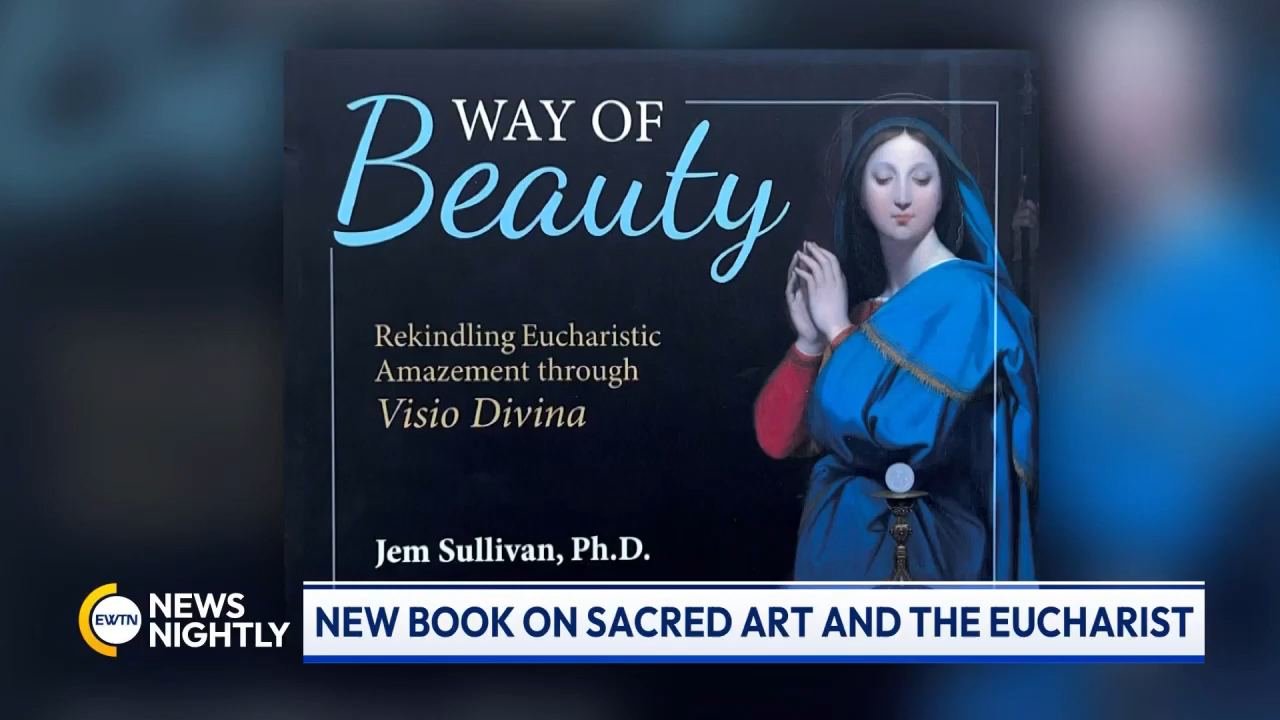 WAY OF
Beauty
Rekindling Eucharistic
Amazement through
Visio Divina
Jem Sullivan, Ph.D.
EWTN
NEWS
NIGHTLY
NEW BOOK ON SACRED ART AND THE EUCHARIST